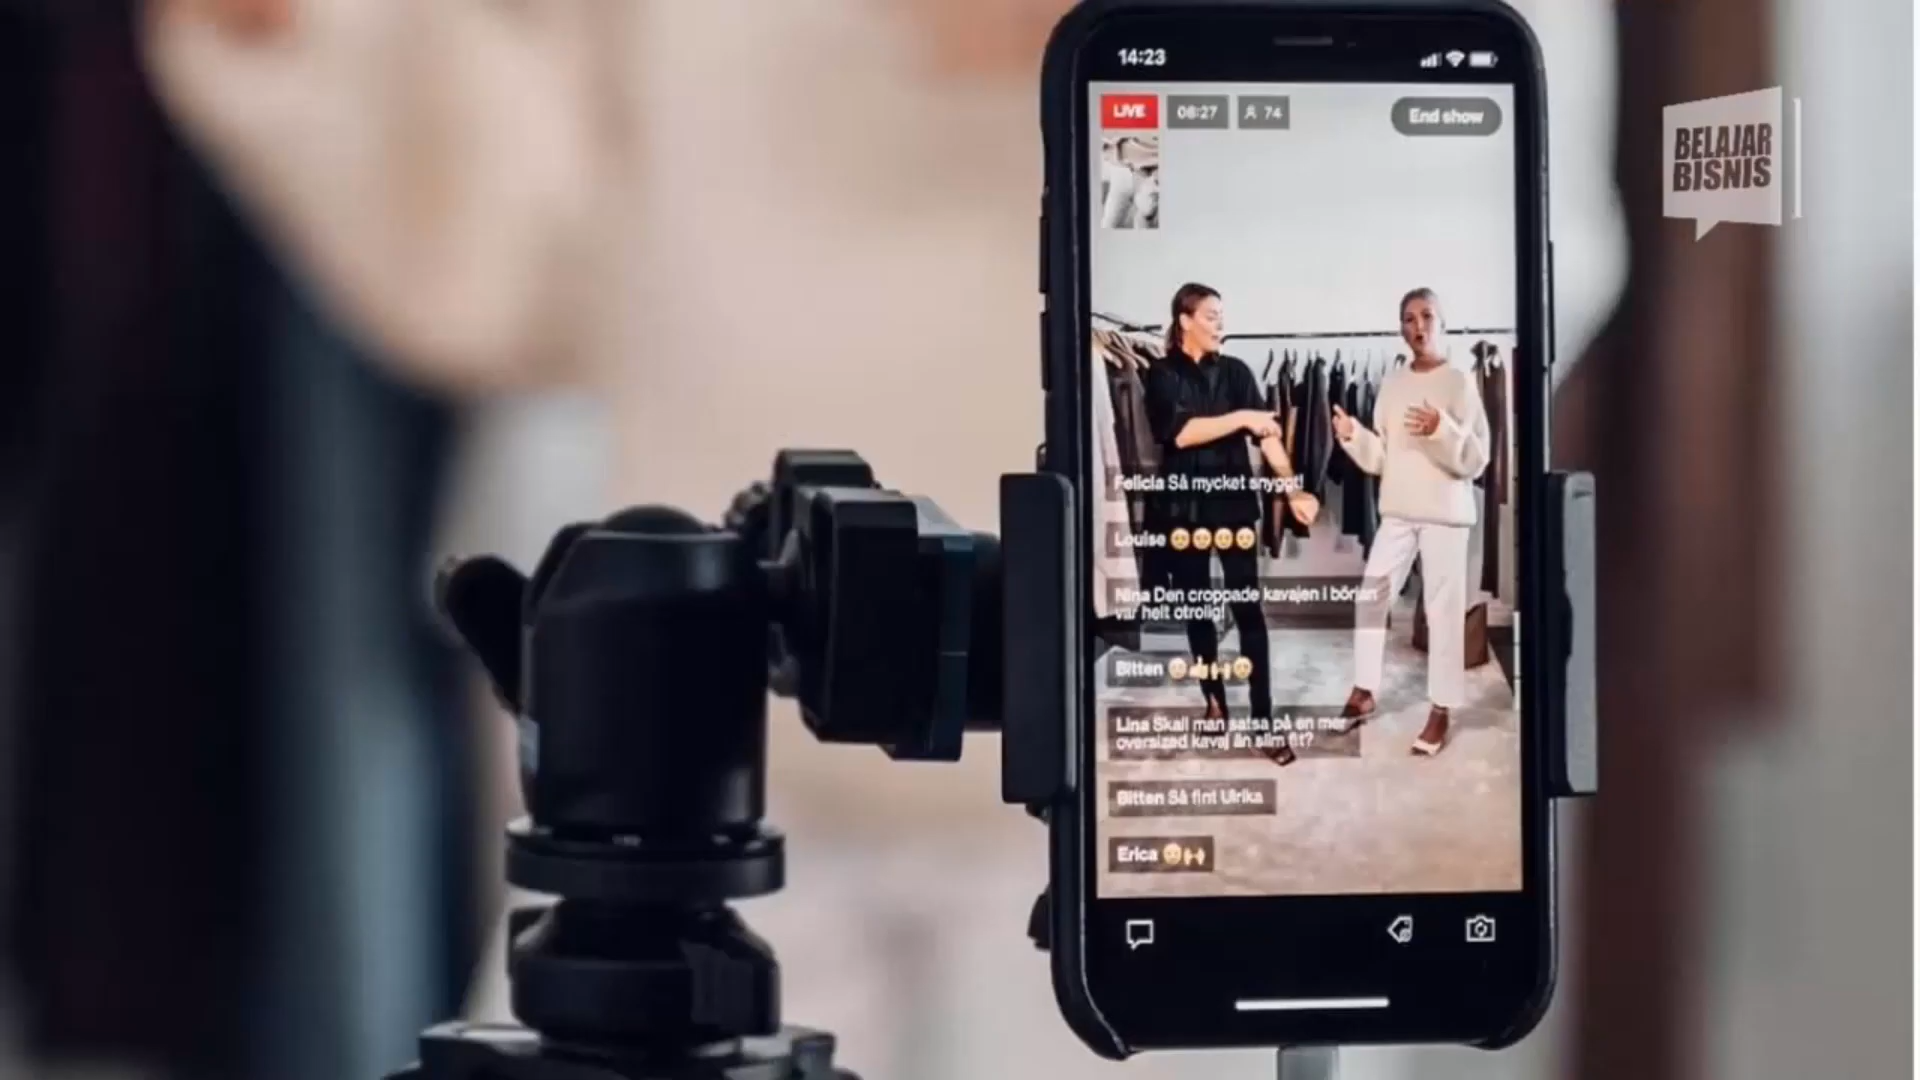 14:23
LIVE 08:27 74 End show
BELAJAR
BISNIS
Felicia Så mycket snyggt!
Louise
Nina Den croppade kavajen i början
var helt otrolig!
Bitten
Lina Skall man satsa på en mer
oversized kavaj än slim fit?
Bitten Så fint Ulrika
Erica